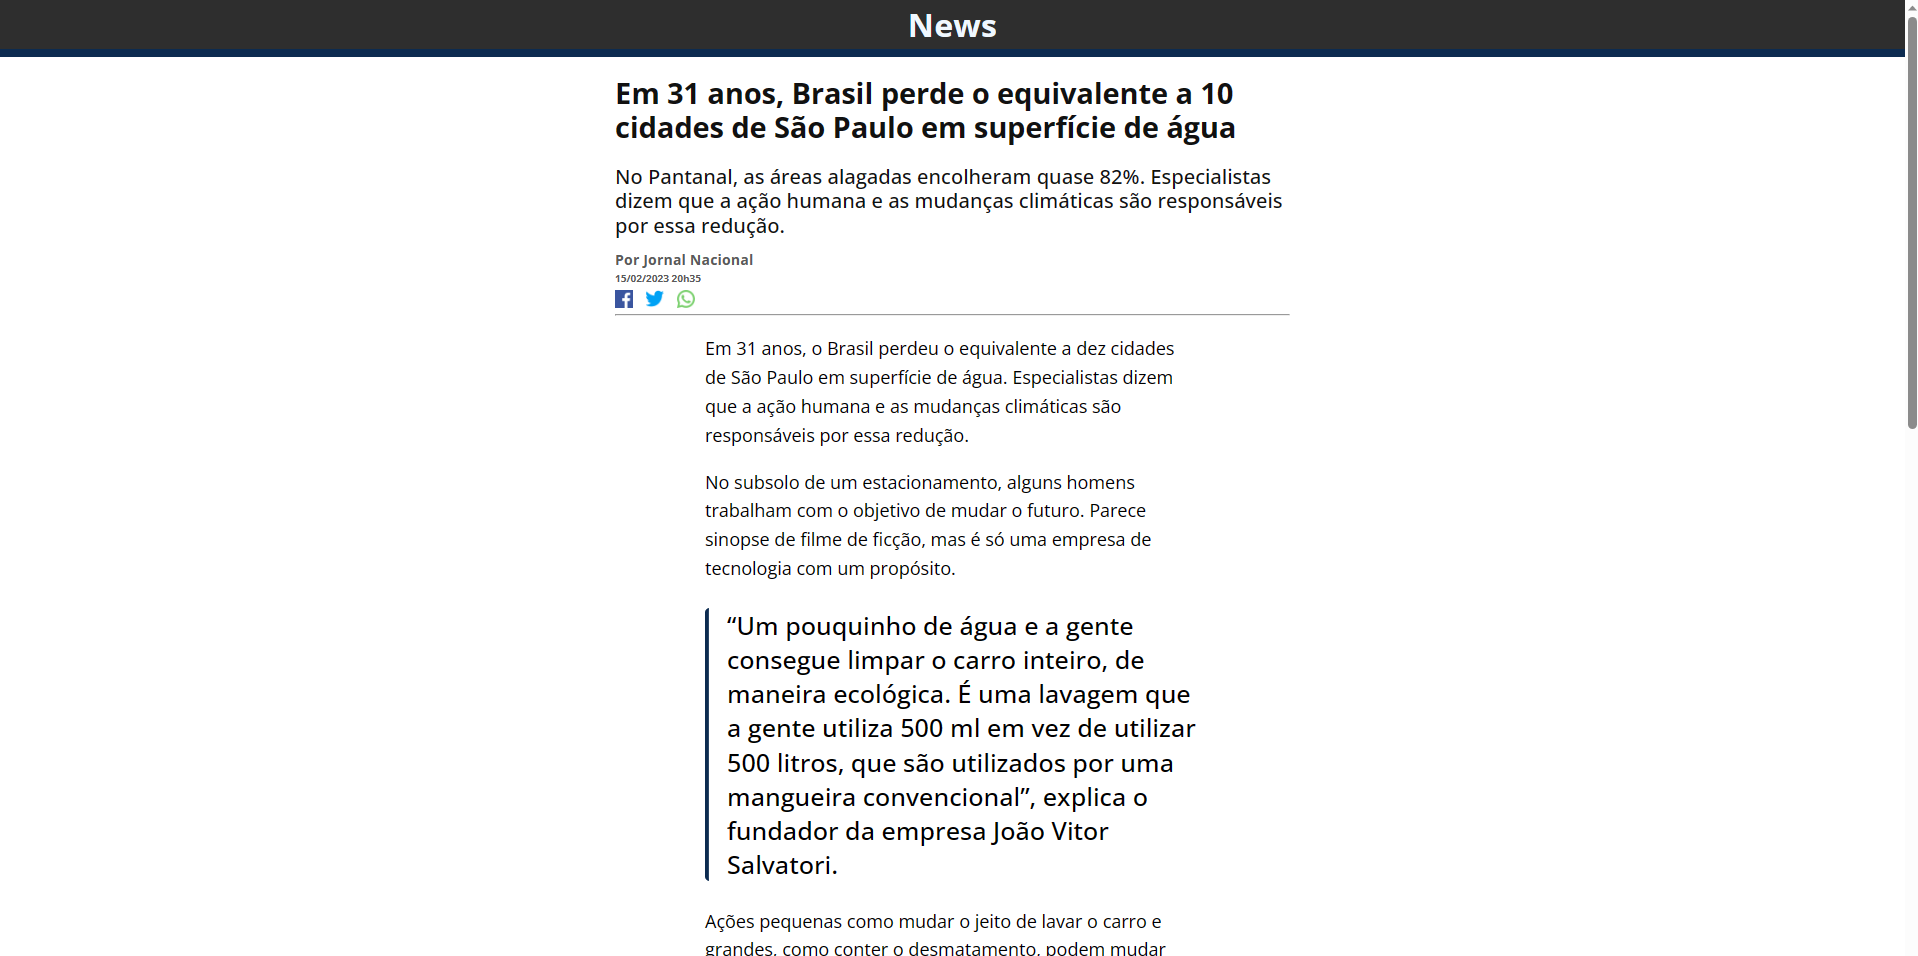 News
Em 31 anos, Brasil perde o equivalente a 10
cidades de São Paulo em superfície de água
No Pantanal, as áreas alagadas encolheram quase 82%. Especialistas
dizem que a ação humana e as mudanças climáticas são responsáveis
por essa redução.
Por Jornal Nacional
15/02/2023 20h35
Em 31 anos, o Brasil perdeu o equivalente a dez cidades
de São Paulo em superfície de água. Especialistas dizem
que a ação humana e as mudanças climáticas são
responsáveis por essa redução.
No subsolo de um estacionamento, alguns homens
trabalham com o objetivo de mudar o futuro. Parece
sinopse de filme de ficção, mas é só uma empresa de
tecnologia com um propósito.
“Um pouquinho de água e a gente
consegue limpar o carro inteiro, de
maneira ecológica. É uma lavagem que
a gente utiliza 500 ml em vez de utilizar
500 litros, que são utilizados por uma
mangueira convencional”, explica o
fundador da empresa João Vitor
Salvatori.
Ações pequenas como mudar o jeito de lavar o carro e
grandes, como conter o desmatamento, podem mudar